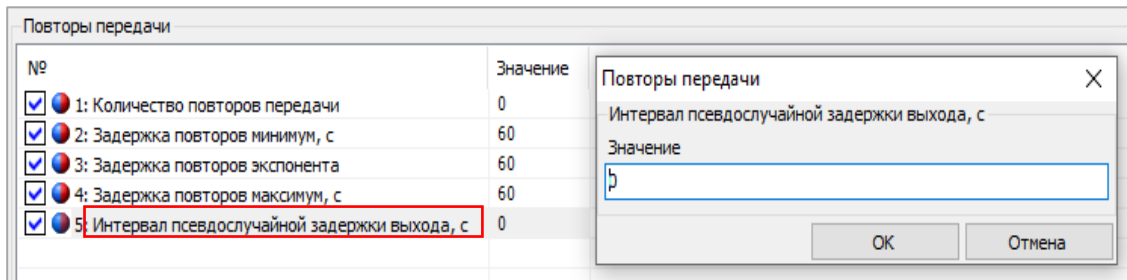 Повторы передачи
№ Значение
1: Количество повторов передачи 0
2: Задержка повторов минимум, с 60
3: Задержка повторов экспонента 60
4: Задержка повторов максимум, с 60
5: Интервал псевдослучайной задержки выхода, с 0
Повторы передачи
Интервал псевдослучайной задержки выхода, с
Значение
0
OK Отмена